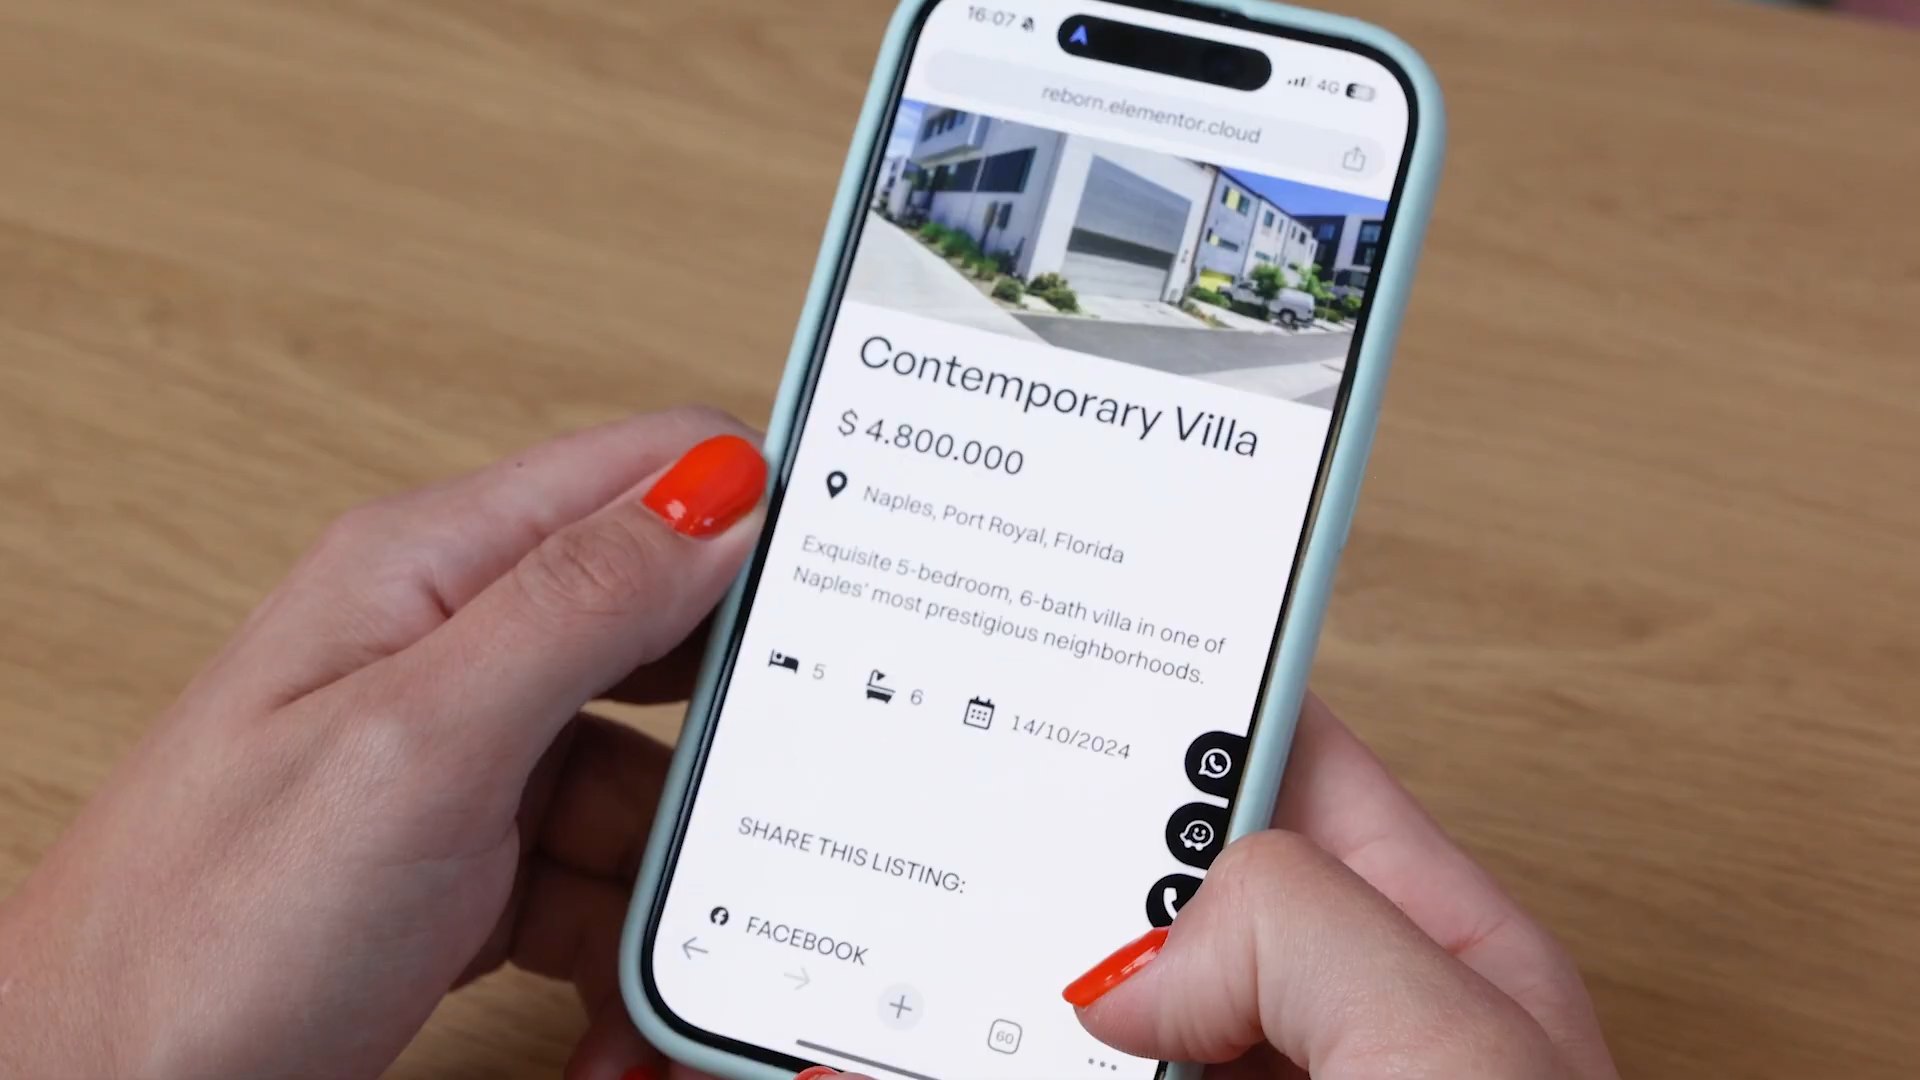 16:07
4G
reborn.elementor.cloud
Contemporary Villa
$ 4.800.000
Naples, Port Royal, Florida
Exquisite 5-bedroom, 6-bath villa in one of
Naples' most prestigious neighborhoods.
5 6 14/10/2024
SHARE THIS LISTING:
FACEBOOK
60